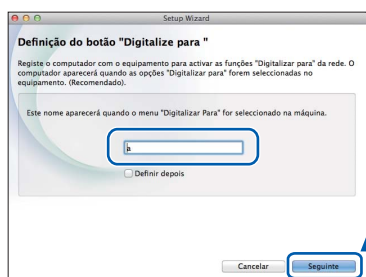 Setup Wizard
Definição do botão "Digitalize para "
Registe o computador com o equipamento para activar as funções "Digitalizar para" da rede. O
computador aparecerá quando as opções "Digitalizar para" forem seleccionadas no
equipamento. (Recomendado).
Este nome aparecerá quando o menu "Digitalizar Para" for selecionado na máquina.
a
Definir depois
Cancelar
Seguinte